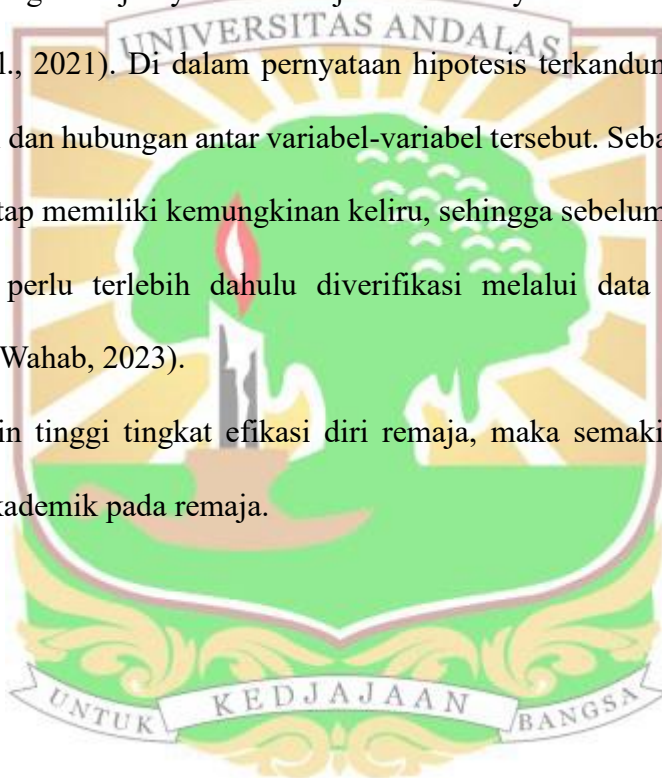 UNIVERSITAS ANDALAS
l., 2021). Di dalam pernyataan hipotesis terkandun
dan hubungan antar variabel-variabel tersebut. Seba
tap memiliki kemungkinan keliru, sehingga sebelum
perlu terlebih dahulu diverifikasi melalui data
Wahab, 2023).
in tinggi tingkat efikasi diri remaja, maka semaki
kademik pada remaja.
UNTUK KEDJAJAAN BANGSA